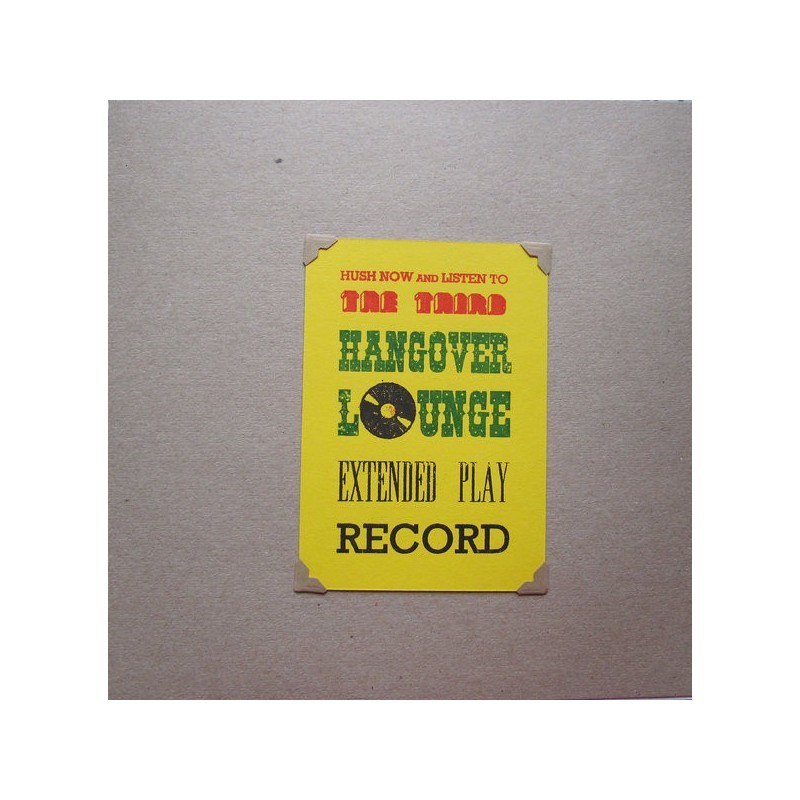 HUSH NOW AND LISTEN TO
THE THIRD
HANGOVER
LOUNGE
EXTENDED PLAY
RECORD